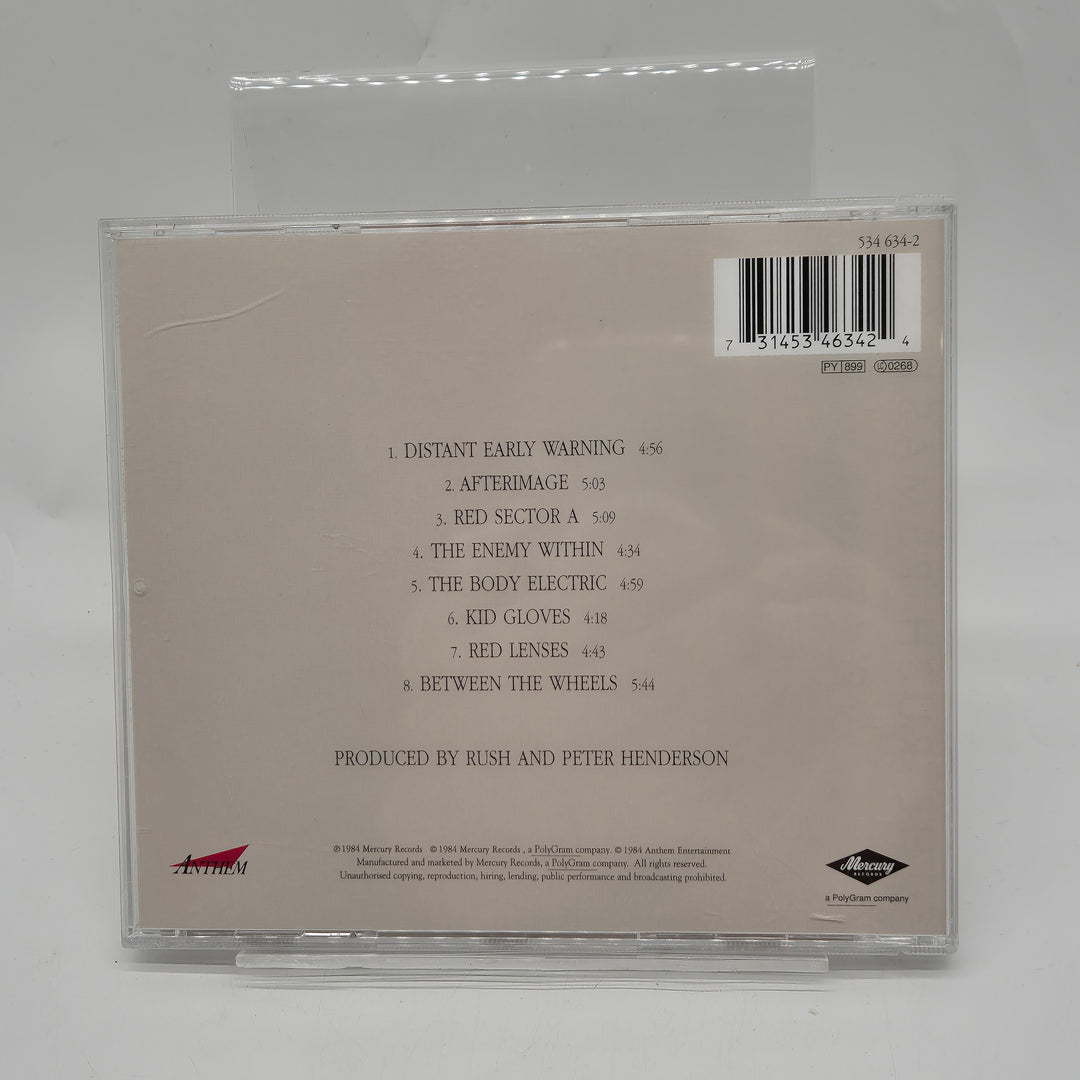 534 634-2
7 31453 46342 4
PY 899 LC 0268
1. DISTANT EARLY WARNING 4:56
2. AFTERIMAGE 5:03
3. RED SECTOR A 5:09
4. THE ENEMY WITHIN 4:34
5. THE BODY ELECTRIC 4:59
6. KID GLOVES 4:18
7. RED LENSES 4:43
8. BETWEEN THE WHEELS 5:44
PRODUCED BY RUSH AND PETER HENDERSON
ANTHEM
℗ 1984 Mercury Records © 1984 Mercury Records , a PolyGram company. © 1984 Anthem Entertainment
Manufactured and marketed by Mercury Records, a PolyGram company. All rights reserved.
Unauthorised copying, reproduction, hiring, lending, public performance and broadcasting prohibited.
Mercury
RECORDS
a PolyGram company